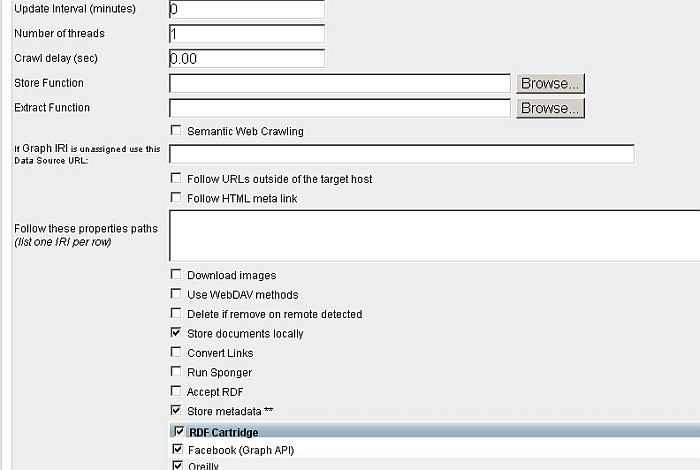 Update Interval (minutes) 0
Number of threads 1
Crawl delay (sec) 0.00
Store Function Browse...
Extract Function Browse...
Semantic Web Crawling
If Graph IRI is unassigned use this
Data Source URL:
Follow URLs outside of the target host
Follow HTML meta link
Follow these properties paths
(list one IRI per row)
Download images
Use WebDAV methods
Delete if remove on remote detected
Store documents locally
Convert Links
Run Sponger
Accept RDF
Store metadata **
RDF Cartridge
Facebook (Graph API)
Oreilly